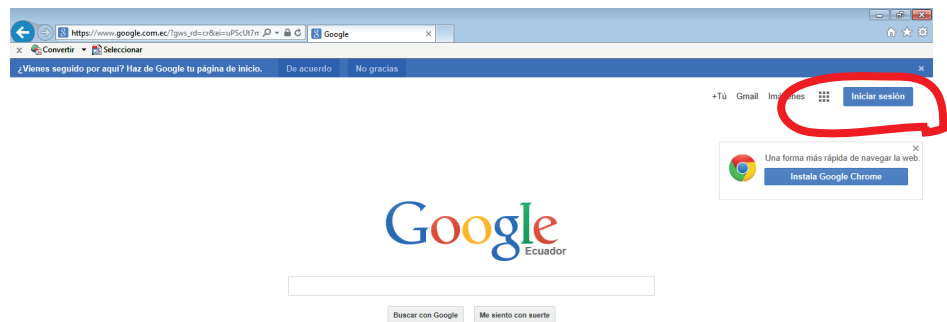 https://www.google.com.ec/?gws_rd=cr&ei=uPScUt7r
Google
x Convertir Seleccionar
¿Vienes seguido por aquí? Haz de Google tu página de inicio. De acuerdo No gracias
+Tú Gmail Imágenes Iniciar sesión
Una forma más rápida de navegar la web.
Instala Google Chrome
Google
Ecuador
Buscar con Google Me siento con suerte